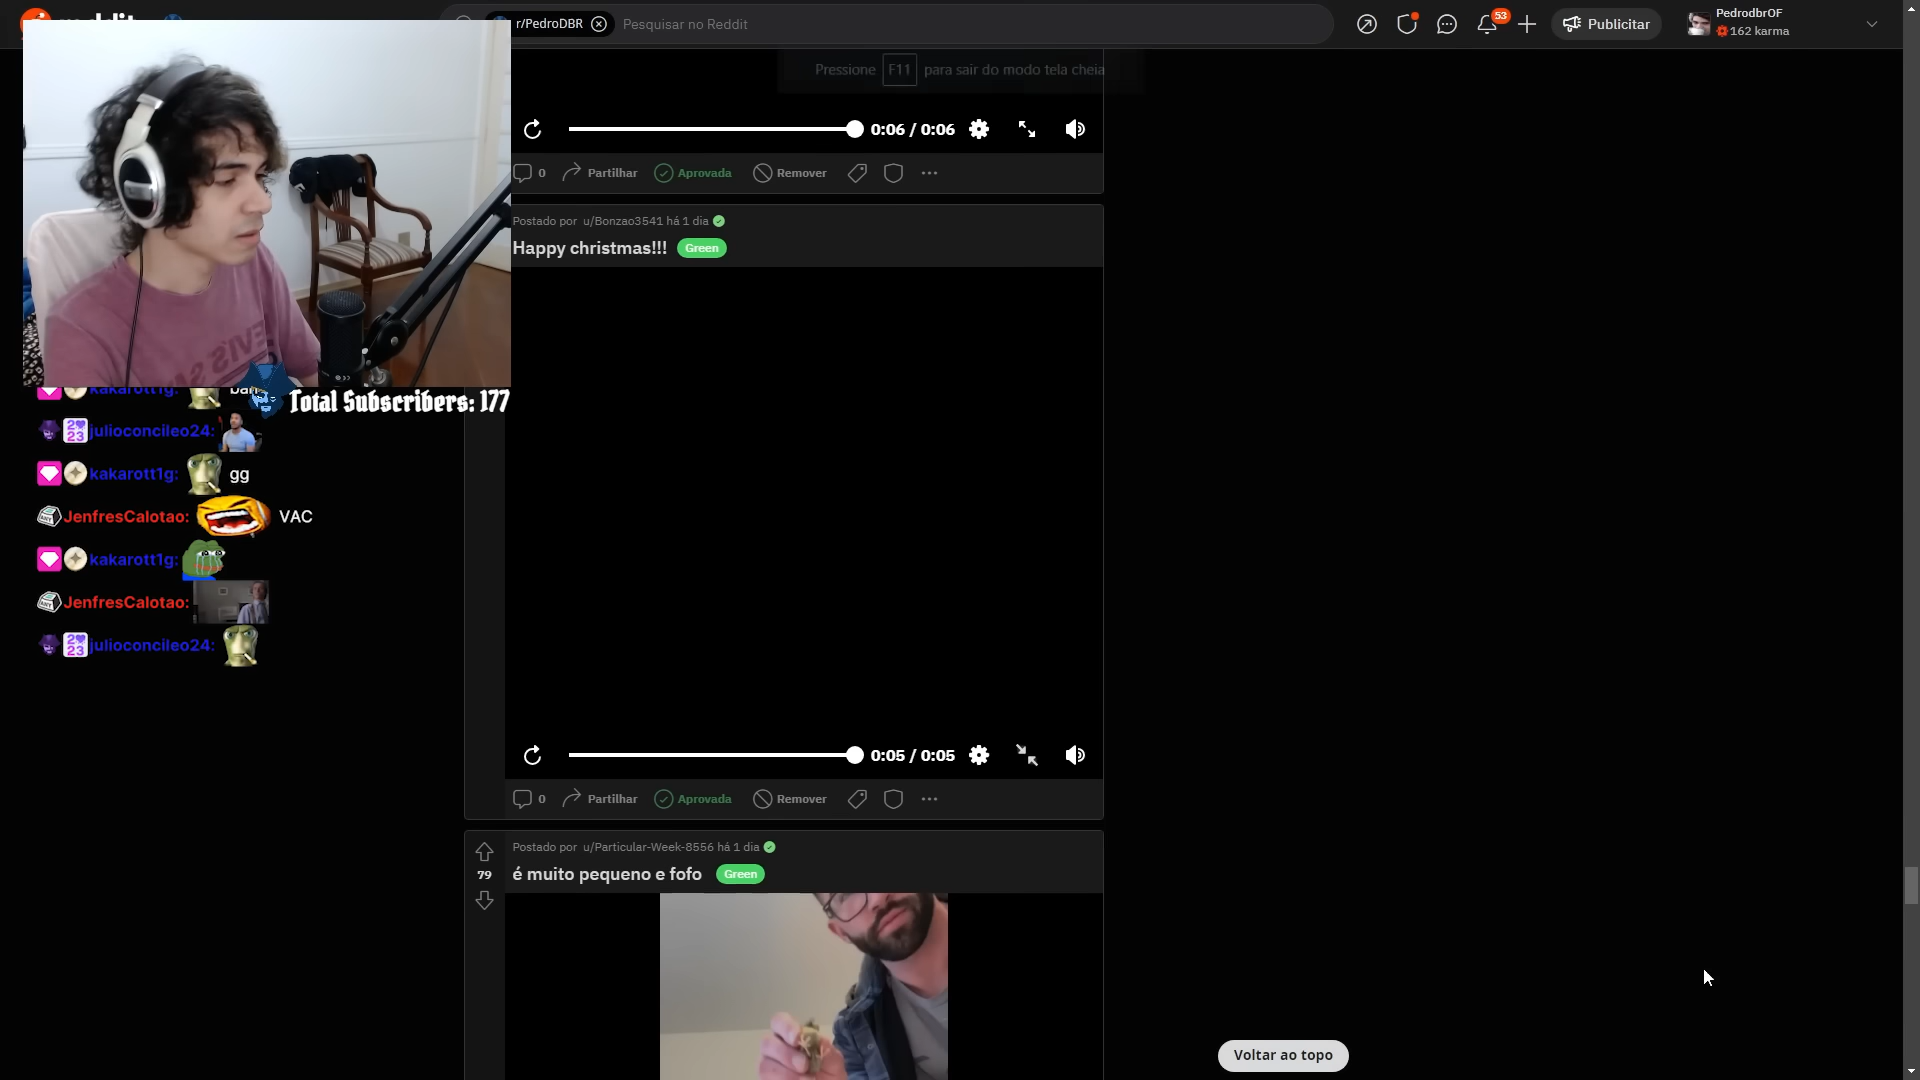 reddit
r/PedroDBR
Pesquisar no Reddit
53
Publicitar
PedrodbrOF
162 karma
Pressione F11 para sair do modo tela cheia
0:06 / 0:06
0 Partilhar Aprovada Remover
Postado por u/Bonzao3541 há 1 dia
Happy christmas!!! Green
kakarott1g:
Total Subscribers: 177
julioconcileo24:
kakarott1g: gg
JenfresCalotao: VAC
kakarott1g:
JenfresCalotao:
julioconcileo24:
0:05 / 0:05
0 Partilhar Aprovada Remover
Postado por u/Particular-Week-8556 há 1 dia
79
é muito pequeno e fofo Green
Voltar ao topo